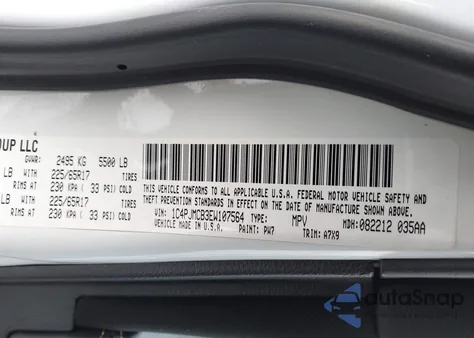 OUP LLC
GVWR: 2495 KG 5500 LB
LB WITH 225/65R17 TIRES
RIMS AT 230 KPA ( 33 PSI) COLD
LB WITH 225/65R17 TIRES
RIMS AT 230 KPA ( 33 PSI) COLD
THIS VEHICLE CONFORMS TO ALL APPLICABLE U.S.A. FEDERAL MOTOR VEHICLE SAFETY AND THEFT PREVENTION STANDARDS IN EFFECT
ON THE DATE OF MANUFACTURE SHOWN ABOVE.
VIN: 1C4PJMCB3EW107564 TYPE: MPV MDH: 082212 035AA
MADE IN U.S.A. PAINT: PW7 TRIM: A7X9
autoSnap